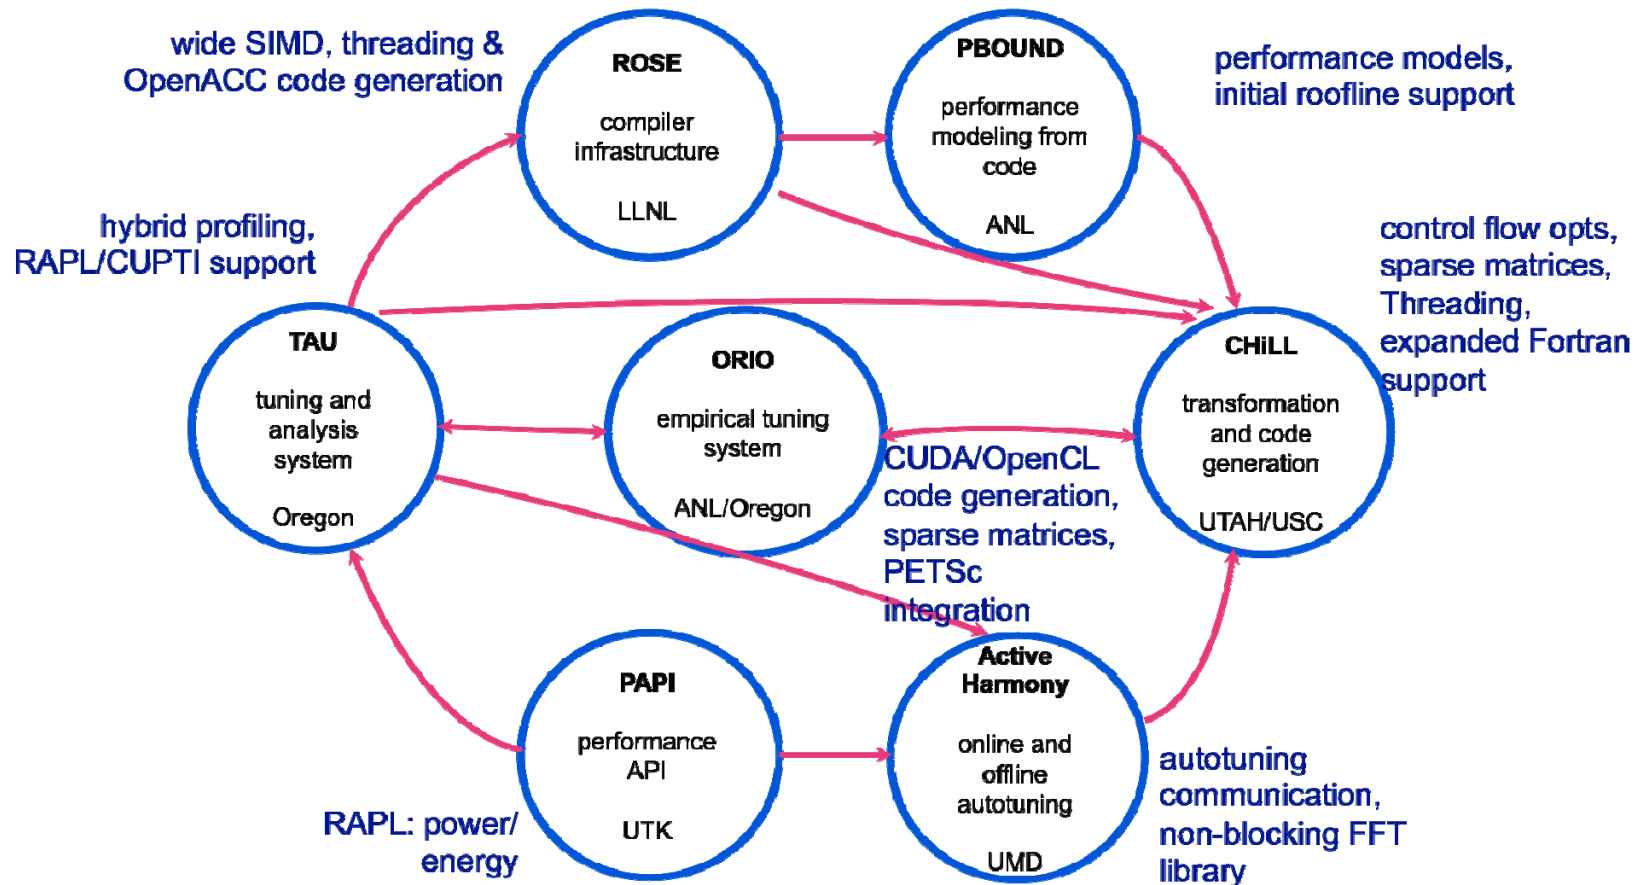 wide SIMD, threading &
OpenACC code generation
ROSE
compiler
infrastructure
LLNL
PBOUND
performance
modeling from
code
ANL
performance models,
initial roofline support
hybrid profiling,
RAPL/CUPTI support
TAU
tuning and
analysis
system
Oregon
ORIO
empirical tuning
system
ANL/Oregon
CUDA/OpenCL
code generation,
sparse matrices,
PETSc
integration
CHiLL
transformation
and code
generation
UTAH/USC
control flow opts,
sparse matrices,
Threading,
expanded Fortran
support
PAPI
performance
API
UTK
RAPL: power/
energy
Active
Harmony
online and
offline
autotuning
UMD
autotuning
communication,
non-blocking FFT
library